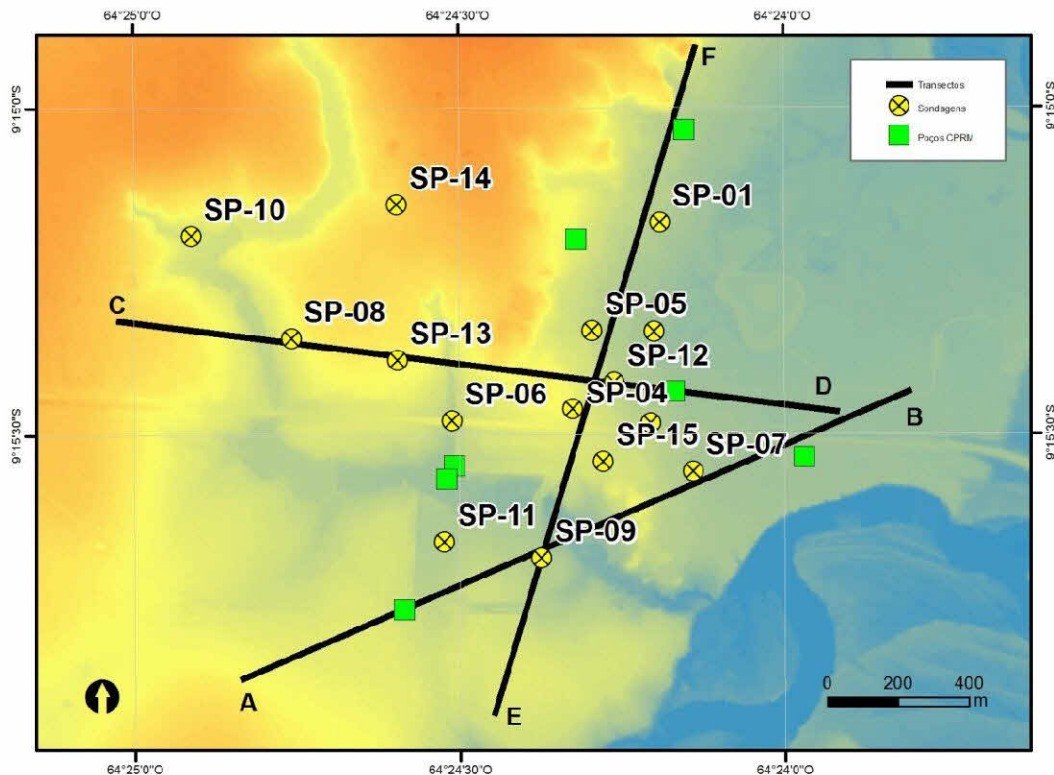 64°25'0"O 64°24'30"O 64°24'0"O
F
Transectos
9°15'0"S 9°15'0"S
Sondagens
Poços CPRM
SP-14
SP-10
SP-01
C
SP-08
SP-05
SP-13
SP-12
SP-06
SP-04
D
B
9°15'30"S 9°15'30"S
SP-15
SP-07
SP-11
SP-09
A
E
0 200 400
m
64°25'0"O 64°24'30"O 64°24'0"O